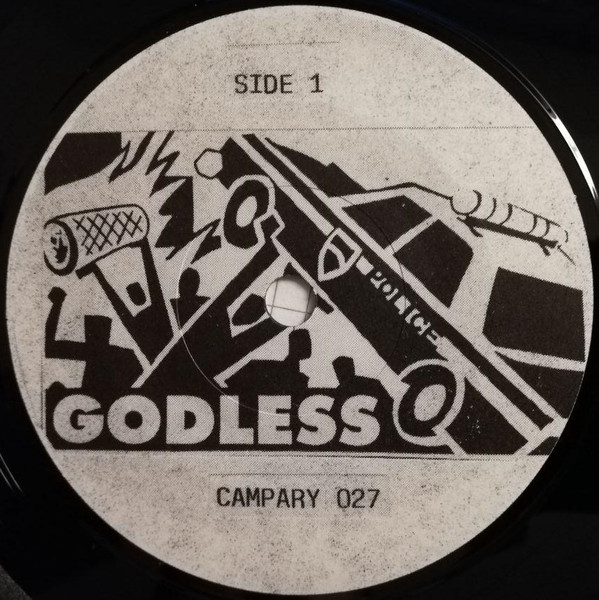 SIDE 1
POLICE
GODLESS
CAMPARY 027